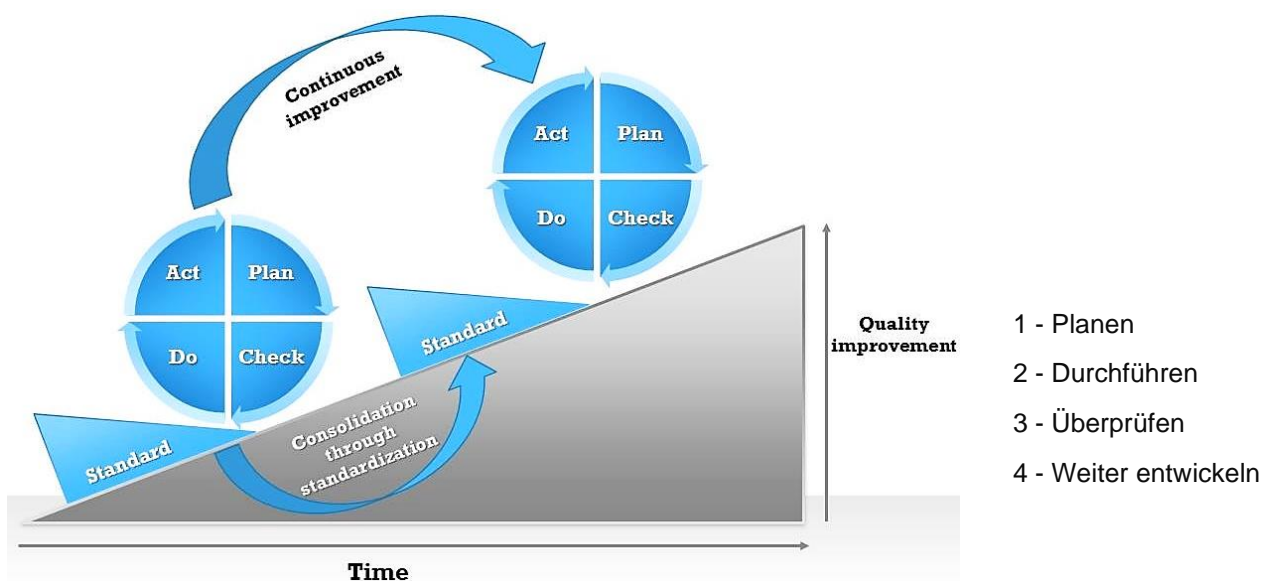 Continuous
improvement
Act
Plan
Do
Check
Act
Plan
Do
Check
Standard
Standard
Consolidation
through
standardization
Quality
improvement
Time
1 - Planen
2 - Durchführen
3 - Überprüfen
4 - Weiter entwickeln